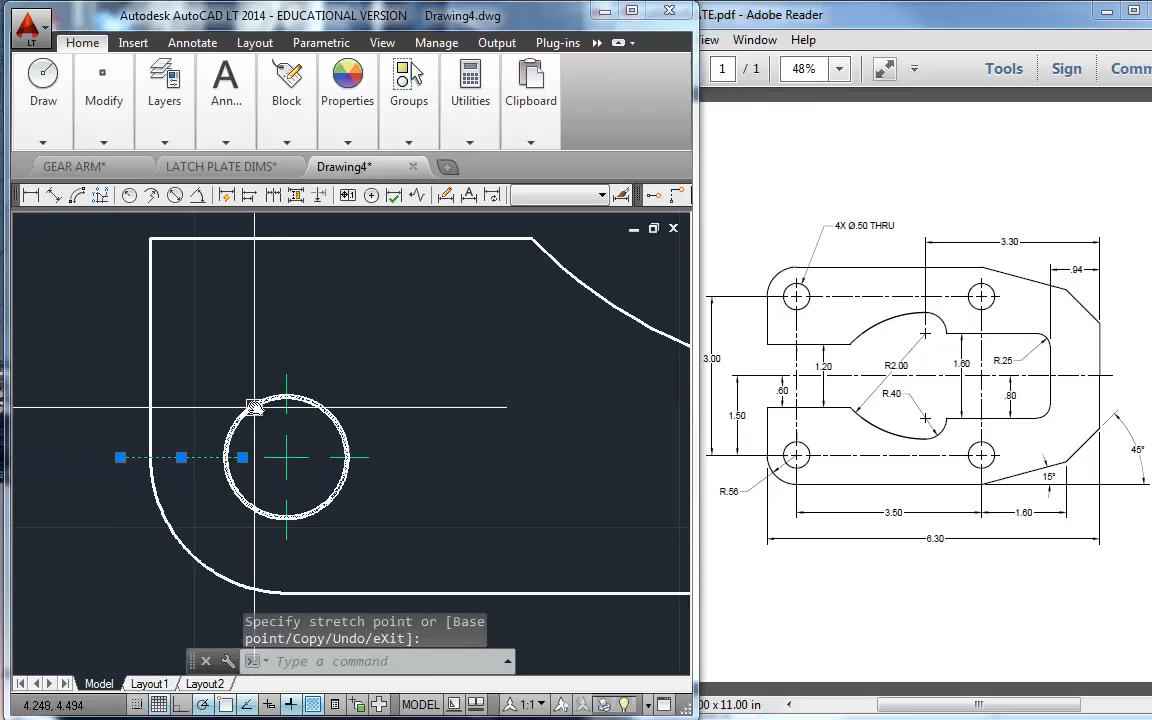 Autodesk AutoCAD LT 2014 - EDUCATIONAL VERSION Drawing4.dwg
LT
Home Insert Annotate Layout Parametric View Manage Output Plug-ins
Draw Modify Layers Ann... Block Properties Groups Utilities Clipboard
GEAR ARM* LATCH PLATE DIMS* Drawing4*
Specify stretch point or [Base
point/Copy/Undo/eXit]:
Type a command
Model Layout1 Layout2
4.248, 4.494 MODEL 1:1
ATE.pdf - Adobe Reader
iew Window Help
1 / 1 48% Tools Sign Comm
4X Ø.50 THRU
3.30
.94
3.00
1.20
R2.00
1.60
R.25
.60
R.40
.80
1.50
45°
15°
R.56
3.50
1.60
6.30
00 x 11.00 in